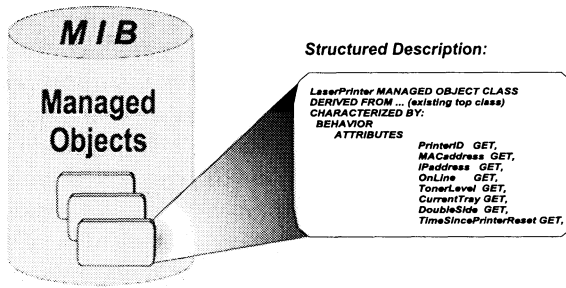 M I B
Managed
Objects
Structured Description:
LaserPrinter MANAGED OBJECT CLASS
DERIVED FROM ... (existing top class)
CHARACTERIZED BY:
BEHAVIOR
ATTRIBUTES
PrinterID GET,
MACaddress GET,
IPaddress GET,
OnLine GET,
TonerLevel GET,
CurrentTray GET,
DoubleSide GET,
TimeSincePrinterReset GET,